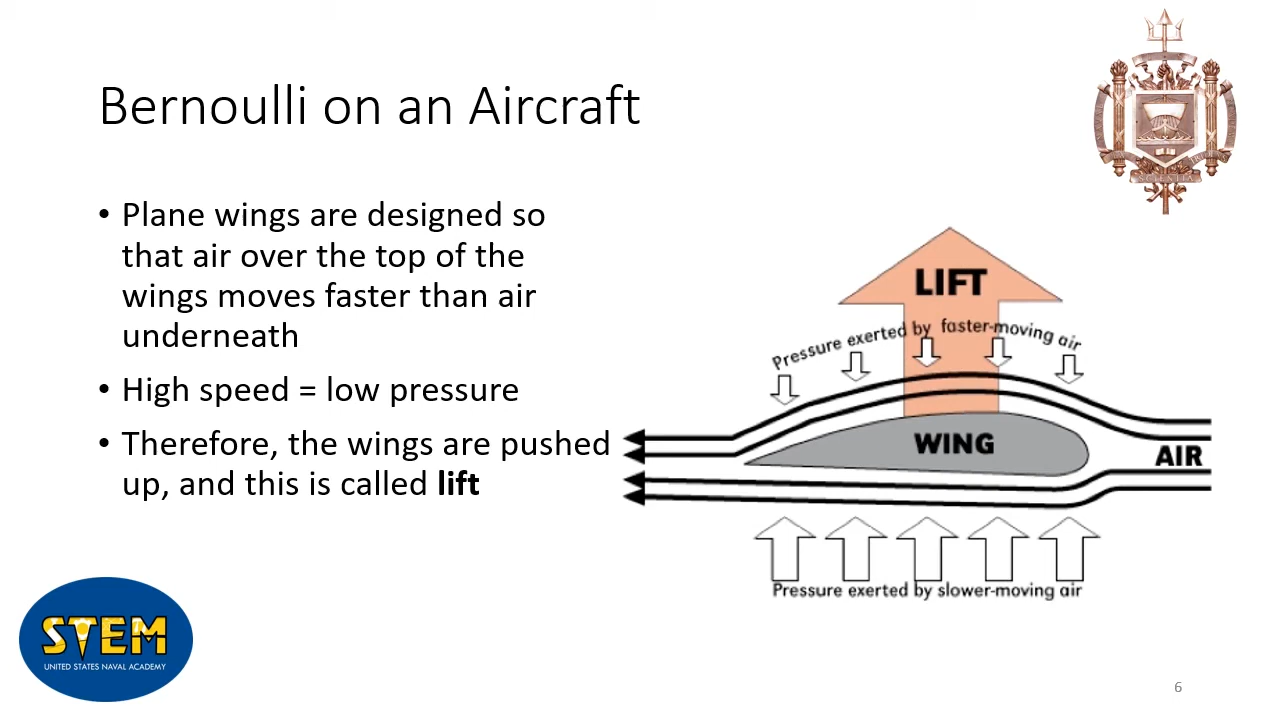 Bernoulli on an Aircraft
• Plane wings are designed so
that air over the top of the
wings moves faster than air
underneath
• High speed = low pressure
• Therefore, the wings are pushed
up, and this is called lift
LIFT
Pressure exerted by faster-moving air
WING
AIR
Pressure exerted by slower-moving air
STEM
UNITED STATES NAVAL ACADEMY
6